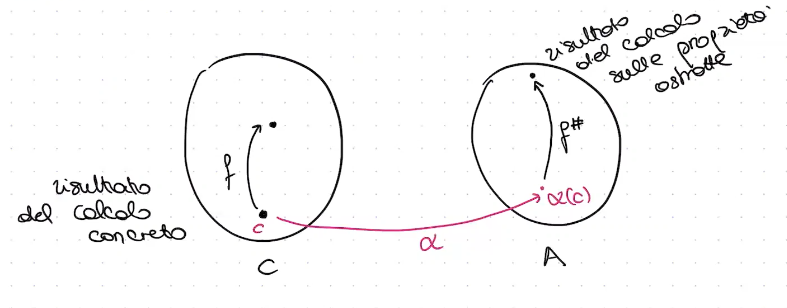 risultato
del calcolo
sulle proprietà
astratte
f
f#
risultato
del calcolo
concreto
c
α(c)
α
C
A